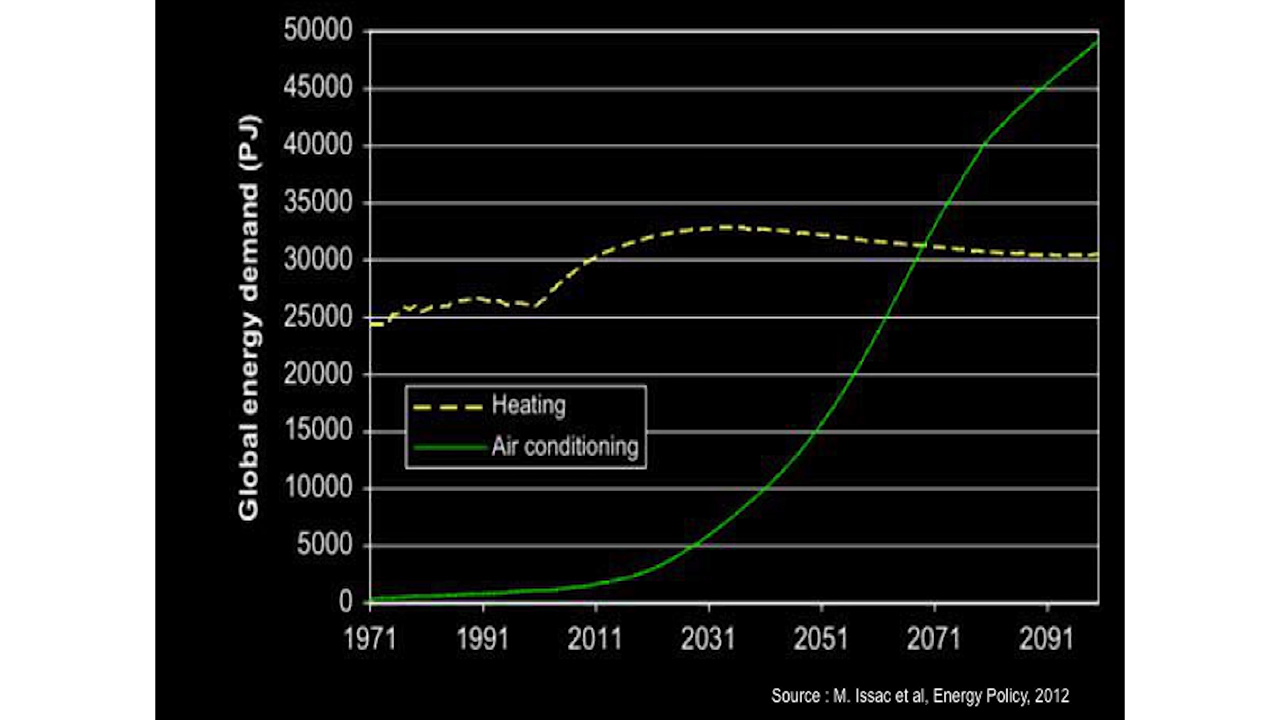 50000
45000
40000
35000
30000
25000
20000
15000
10000
5000
0
Global energy demand (PJ)
Heating
Air conditioning
1971 1991 2011 2031 2051 2071 2091
Source : M. Issac et al, Energy Policy, 2012